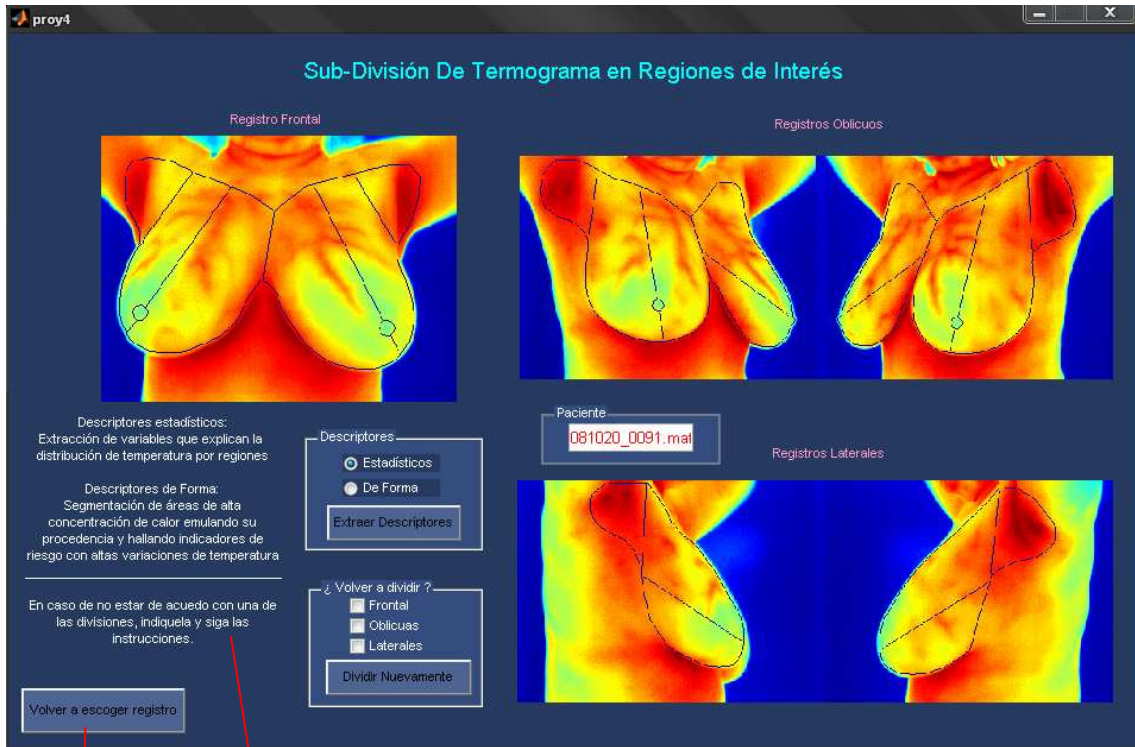 proy4
Sub-División De Termograma en Regiones de Interés
Registro Frontal
Registros Oblicuos
Descriptores estadísticos:
Extracción de variables que explican la
distribución de temperatura por regiones
Descriptores de Forma:
Segmentación de áreas de alta
concentración de calor emulando su
procedencia y hallando indicadores de
riesgo con altas variaciones de temperatura
En caso de no estar de acuedo con una de
las divisiones, indiquela y siga las
instrucciones.
Volver a escoger registro
Descriptores
Estadísticos
De Forma
Extraer Descriptores
¿ Volver a dividir ?
Frontal
Oblicuas
Laterales
Dividir Nuevamente
Paciente
081020_0091.mat
Registros Laterales